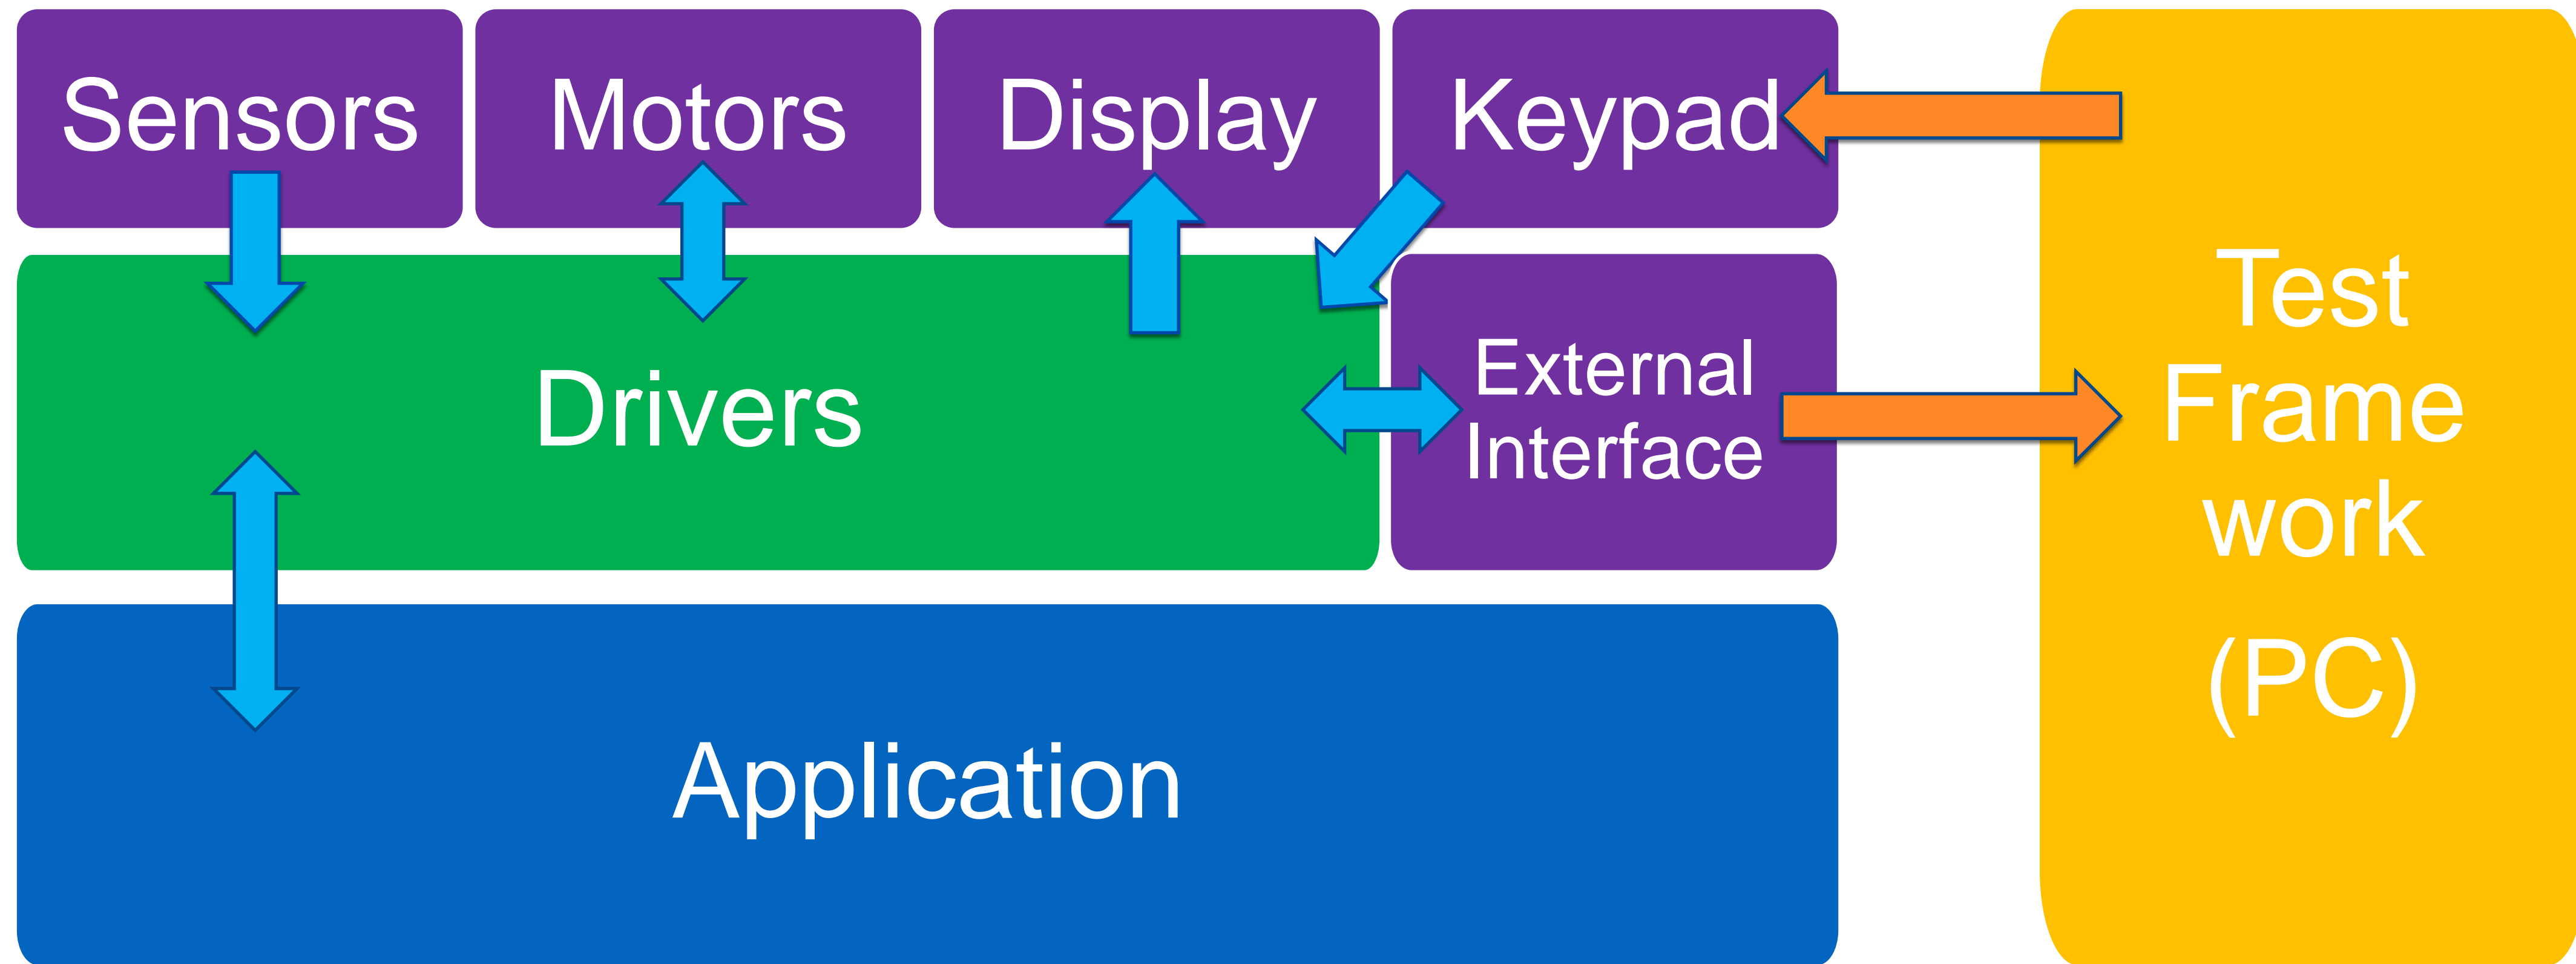 Sensors
Motors
Display
Keypad
Drivers
External
Interface
Application
Test
Frame
work
(PC)